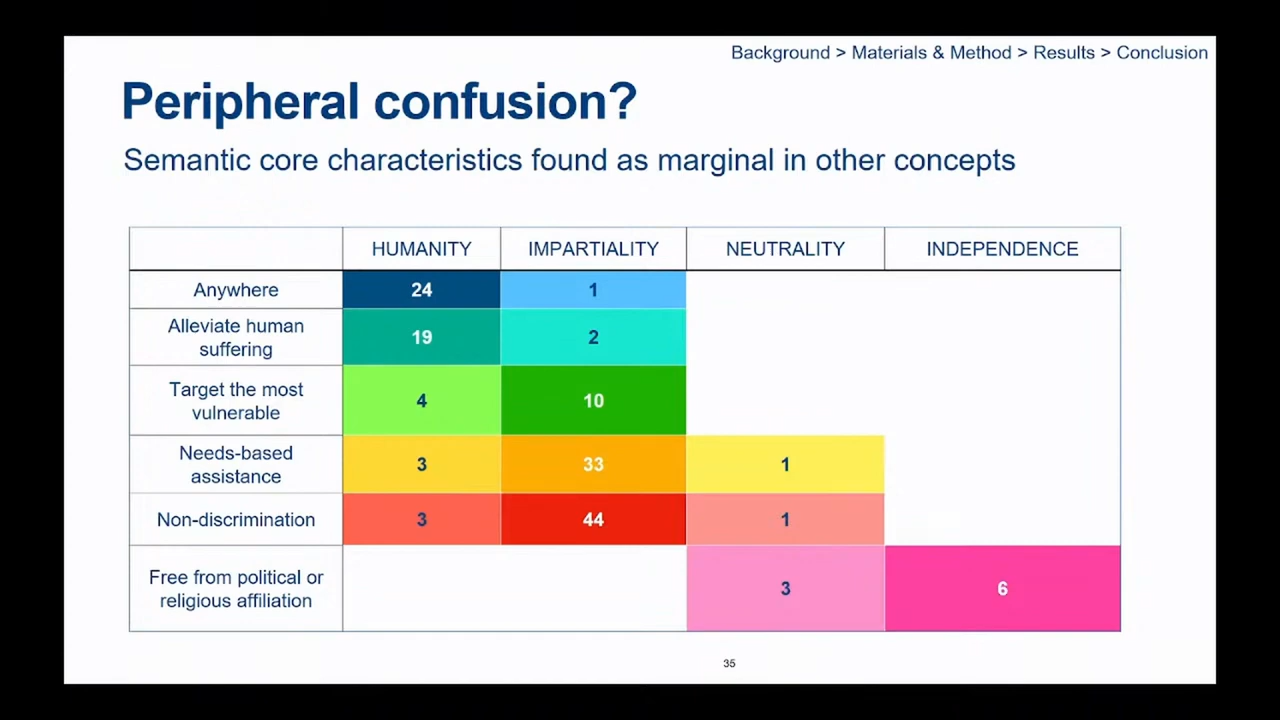 Background > Materials & Method > Results > Conclusion
Peripheral confusion?
Semantic core characteristics found as marginal in other concepts
HUMANITY IMPARTIALITY NEUTRALITY INDEPENDENCE
Anywhere 24 1
Alleviate human
suffering 19 2
Target the most
vulnerable 4 10
Needs-based
assistance 3 33 1
Non-discrimination 3 44 1
Free from political or
religious affiliation 3 6
35